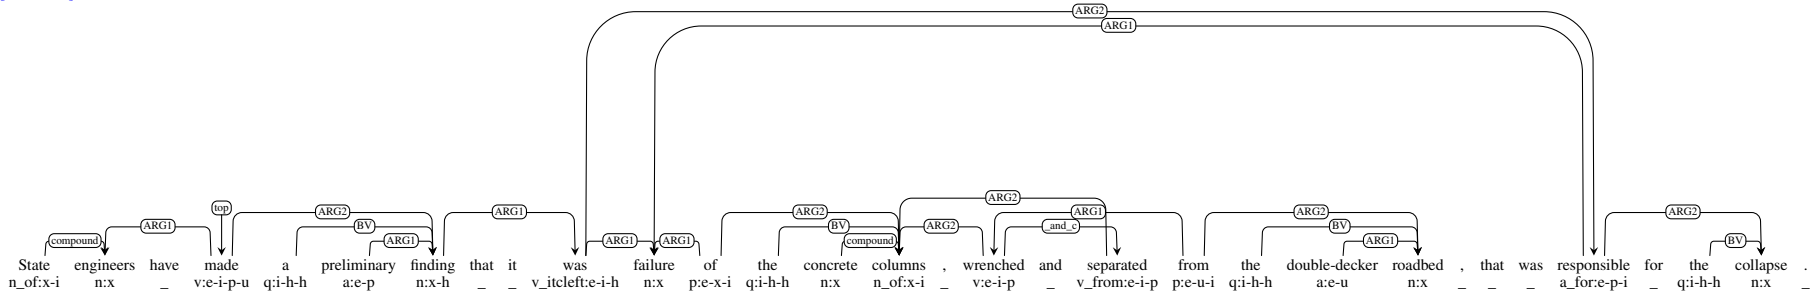 ARG2
ARG1
ARG2
top
ARG1 ARG2 BV ARG1 ARG1 ARG1 ARG1 ARG2 BV ARG2 ARG1 _and_c ARG2 BV ARG1 ARG2 BV
compound compound
State engineers have made a preliminary finding that it was failure of the concrete columns , wrenched and separated from the double-decker roadbed , that was responsible for the collapse .
n_of:x-i n:x _ v:e-i-p-u q:i-h-h a:e-p n:x-h _ _ v_itcleft:e-i-h n:x p:e-x-i q:i-h-h n:x n_of:x-i _ v:e-i-p _ v_from:e-i-p p:e-u-i q:i-h-h a:e-u n:x _ _ _ a_for:e-p-i _ q:i-h-h n:x _